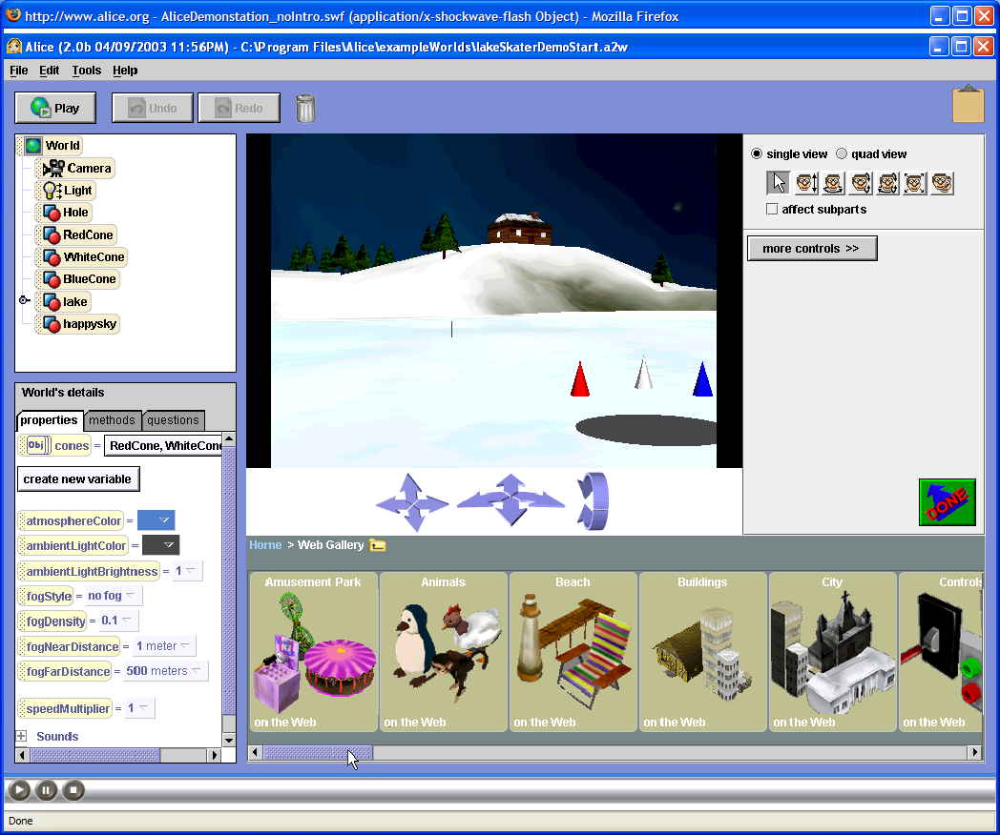 http://www.alice.org - AliceDemonstation_noIntro.swf (application/x-shockwave-flash Object) - Mozilla Firefox
Alice (2.0b 04/09/2003 11:56PM) - C:\Program Files\Alice\exampleWorlds\lakeSkaterDemoStart.a2w
File Edit Tools Help
Play Undo Redo
World
Camera
Light
Hole
RedCone
WhiteCone
BlueCone
lake
happysky
single view quad view
affect subparts
more controls >>
DONE
World's details
properties methods questions
Obj cones = RedCone, WhiteCone
create new variable
atmosphereColor =
ambientLightColor =
ambientLightBrightness = 1
fogStyle = no fog
fogDensity = 0.1
fogNearDistance = 1 meter
fogFarDistance = 500 meters
speedMultiplier = 1
Sounds
Home > Web Gallery
Amusement Park Animals Beach Buildings City Controls
on the Web on the Web on the Web on the Web on the Web on the Web
Done